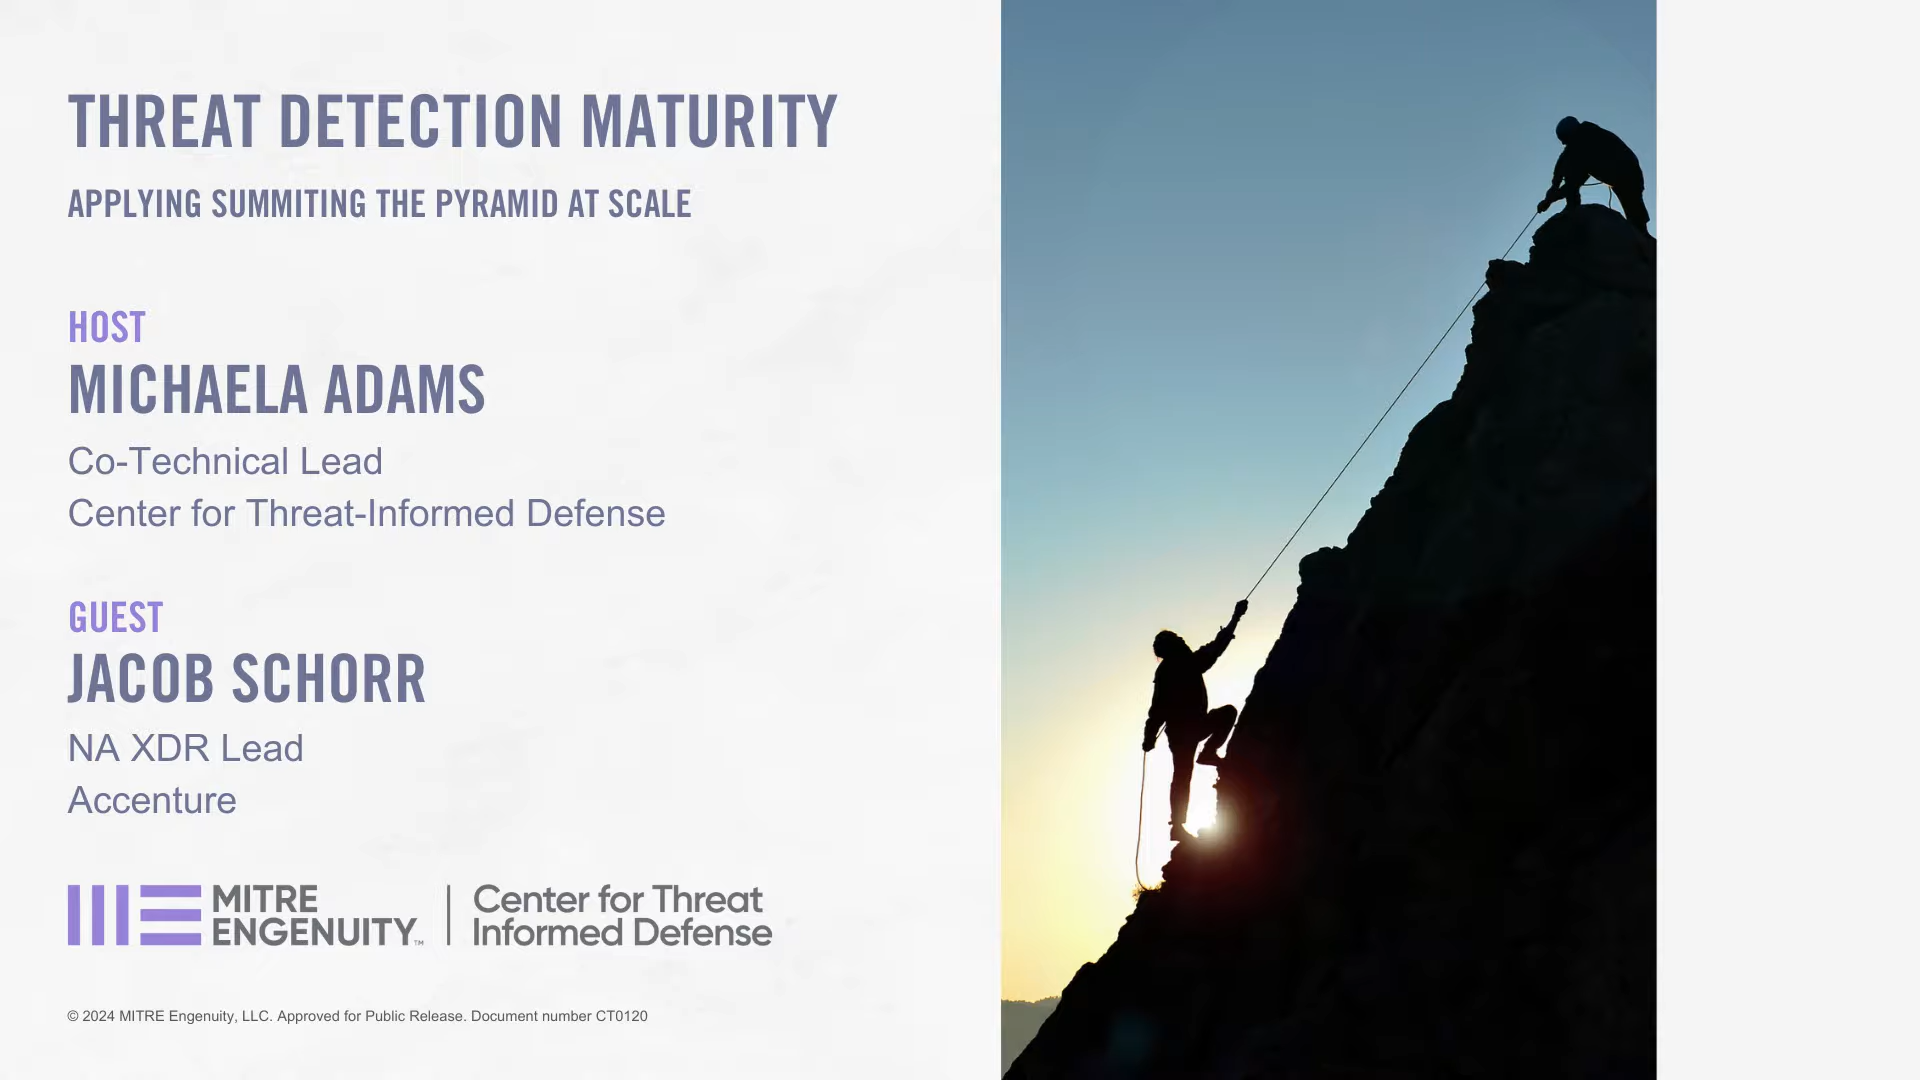 THREAT DETECTION MATURITY
APPLYING SUMMITING THE PYRAMID AT SCALE
HOST
MICHAELA ADAMS
Co-Technical Lead
Center for Threat-Informed Defense
GUEST
JACOB SCHORR
NA XDR Lead
Accenture
MITRE
ENGENUITY™
Center for Threat
Informed Defense
© 2024 MITRE Engenuity, LLC. Approved for Public Release. Document number CT0120